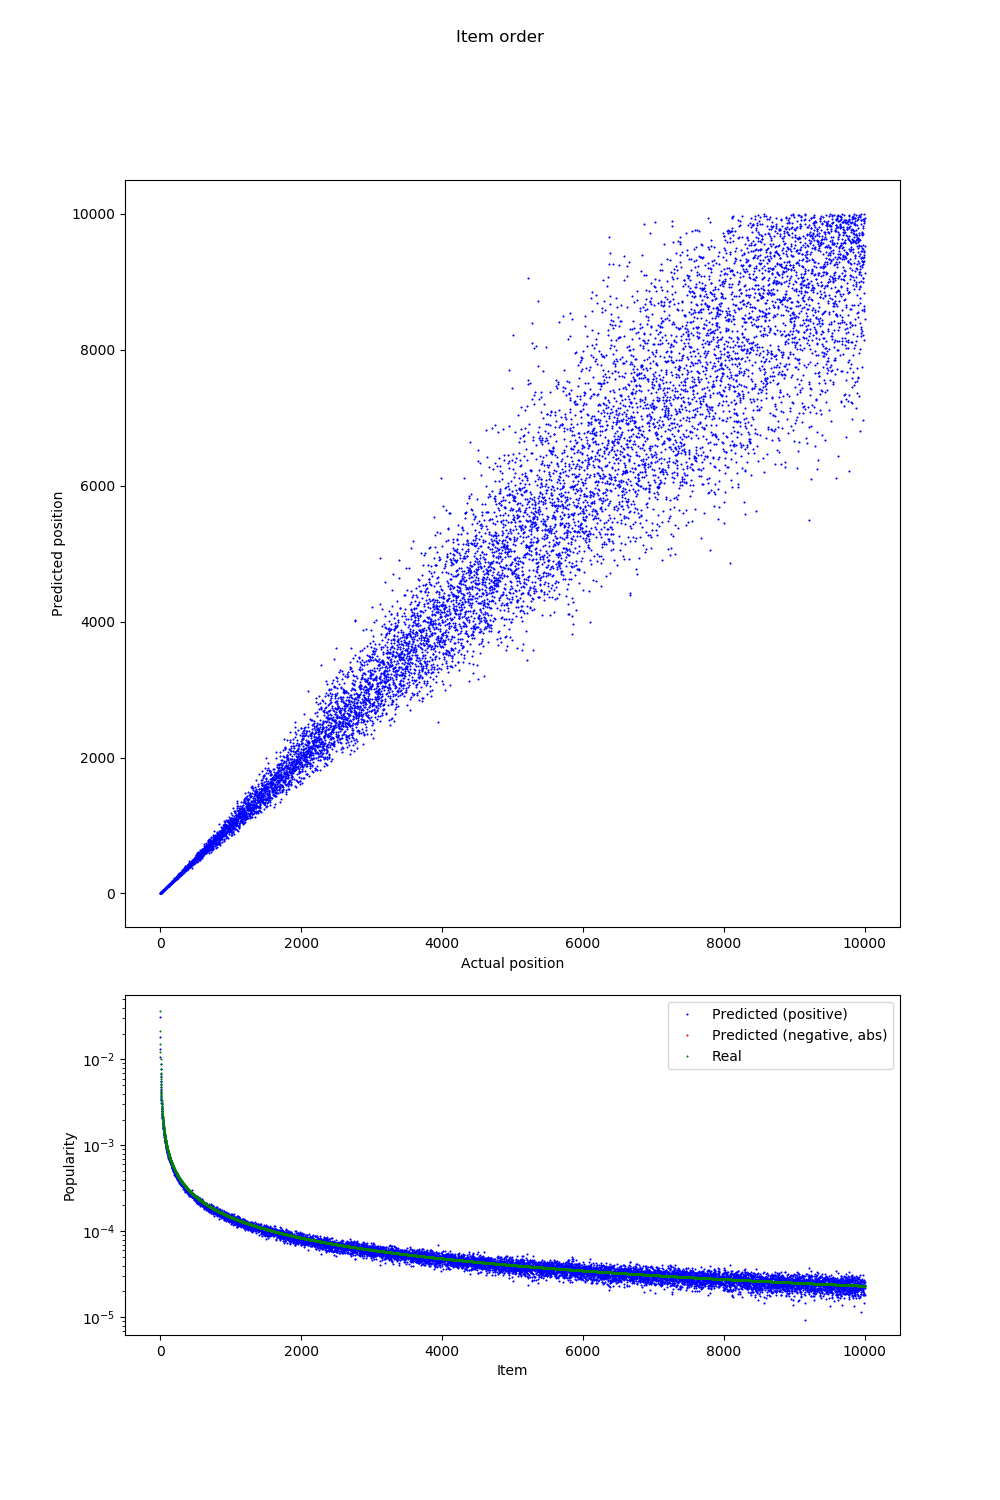 Item order
10000
8000
6000
4000
2000
0
Predicted position
0 2000 4000 6000 8000 10000
Actual position
Predicted (positive)
Predicted (negative, abs)
Real
10⁻²
10⁻³
10⁻⁴
10⁻⁵
Popularity
0 2000 4000 6000 8000 10000
Item